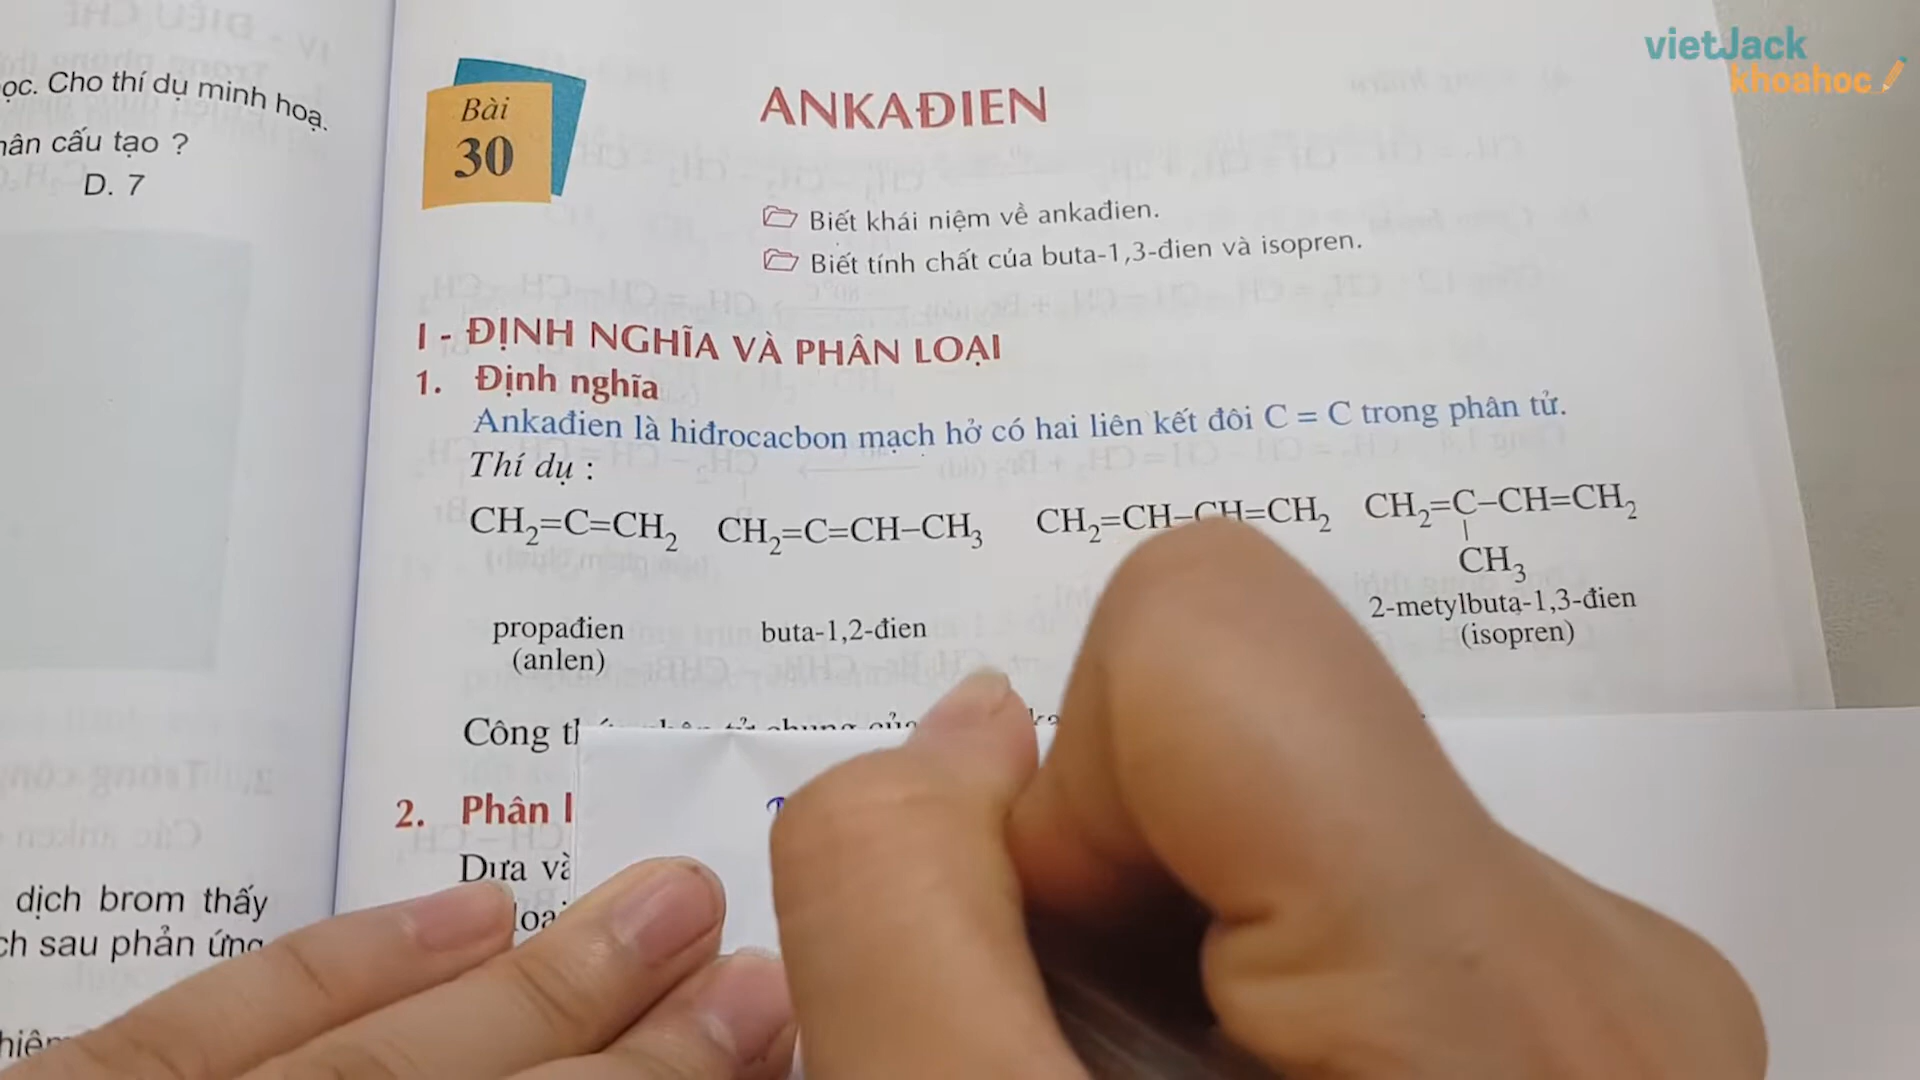 vietJack
khoahoc
ọc. Cho thí dụ minh hoạ.
hân cấu tạo ?
D. 7
dịch brom thấy
ch sau phản ứng
Bài
30
ANKAĐIEN
Biết khái niệm về ankađien.
Biết tính chất của buta-1,3-đien và isopren.
I - ĐỊNH NGHĨA VÀ PHÂN LOẠI
1. Định nghĩa
Ankađien là hiđrocacbon mạch hở có hai liên kết đôi C = C trong phân tử.
Thí dụ :
CH₂=C=CH₂ CH₂=C=CH–CH₃ CH₂=CH–CH=CH₂ CH₂=C–CH=CH₂
CH₃
propađien buta-1,2-đien 2-metylbuta-1,3-đien
(anlen) (isopren)
Công
2. Phân
Dựa